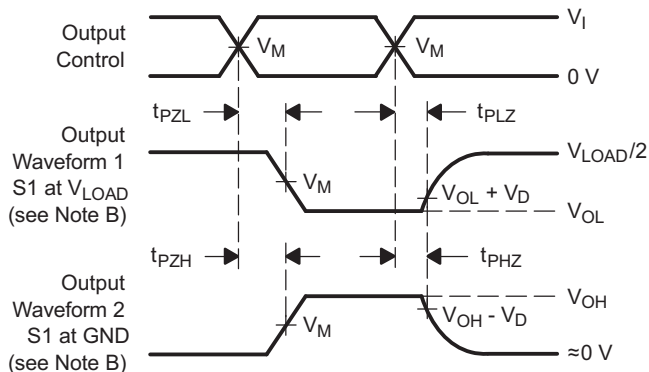 Output
Control
V_M
V_M
V_I
0 V
t_PZL
t_PLZ
Output
Waveform 1
S1 at V_LOAD
(see Note B)
V_M
V_OL + V_D
V_LOAD/2
V_OL
t_PZH
t_PHZ
Output
Waveform 2
S1 at GND
(see Note B)
V_M
V_OH - V_D
V_OH
≈0 V